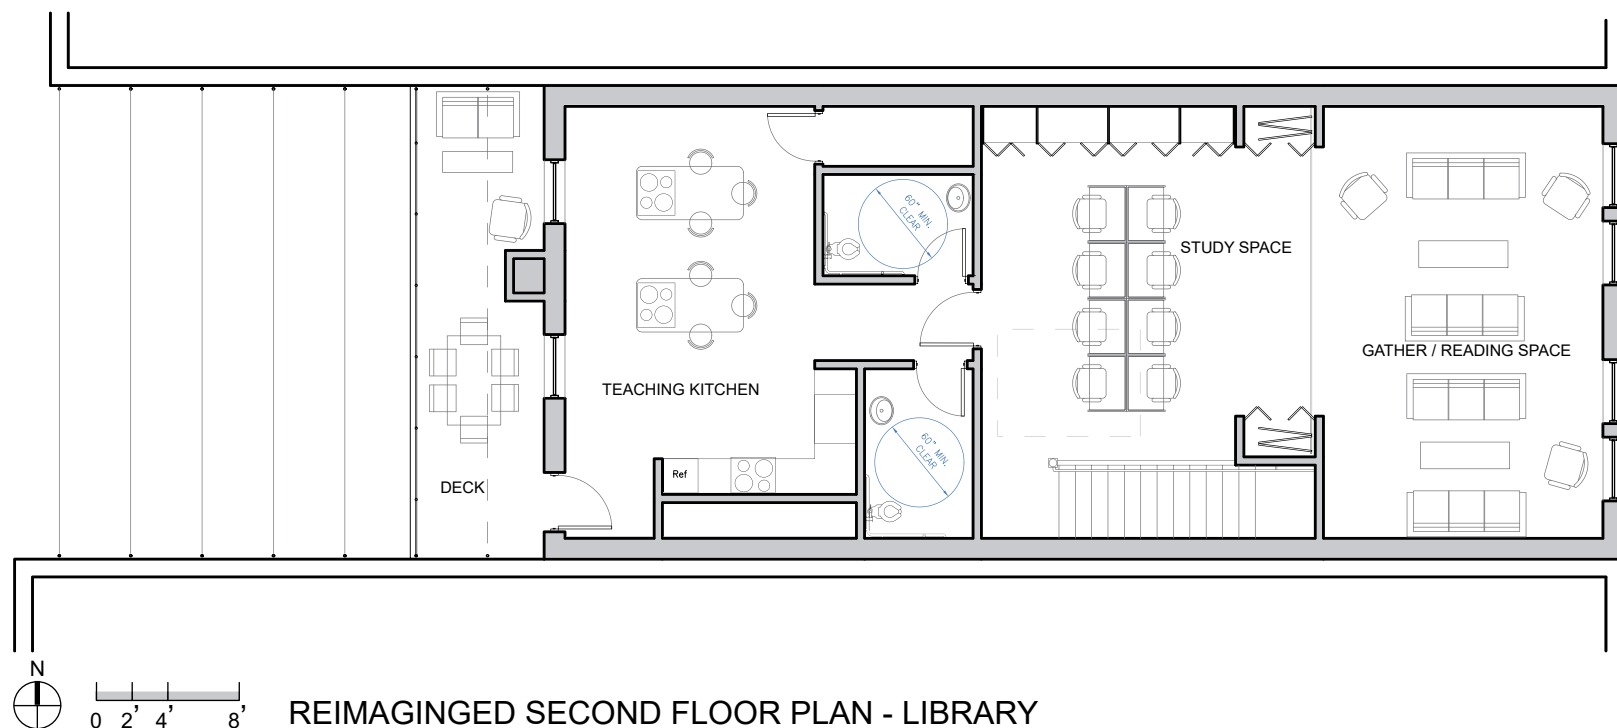 60" MIN.
CLEAR
STUDY SPACE
GATHER / READING SPACE
TEACHING KITCHEN
60" MIN.
CLEAR
Ref
DECK
N
0 2' 4' 8'
REIMAGINGED SECOND FLOOR PLAN - LIBRARY